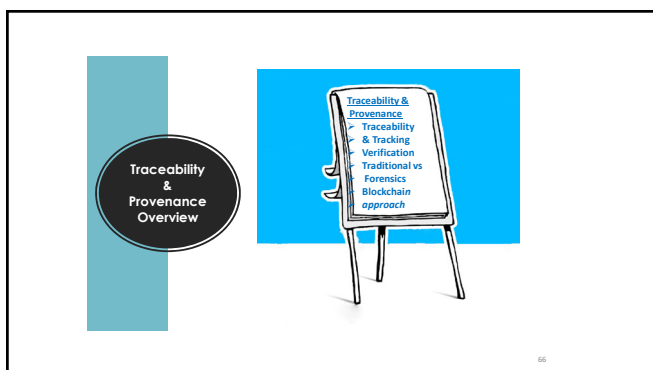 Traceability
&
Provenance
Overview
Traceability &
Provenance
➢ Traceability
➢ & Tracking
➢ Verification
➢ Traditional vs
➢ Forensics
➢ Blockchain
➢ approach
66